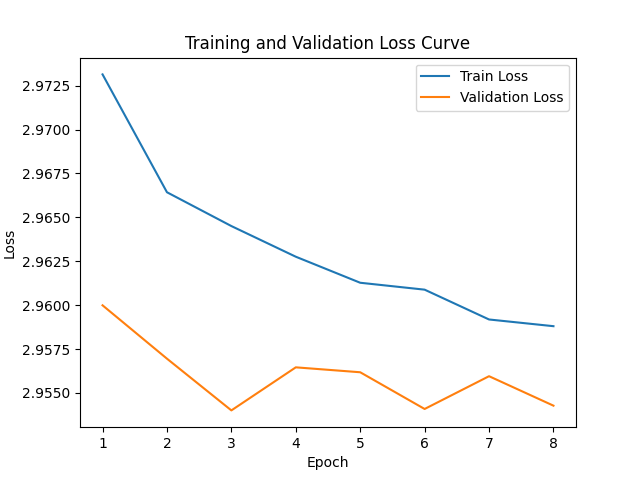 Training and Validation Loss Curve
Train Loss
Validation Loss
2.9725
2.9700
2.9675
2.9650
2.9625
2.9600
2.9575
2.9550
Loss
1 2 3 4 5 6 7 8
Epoch